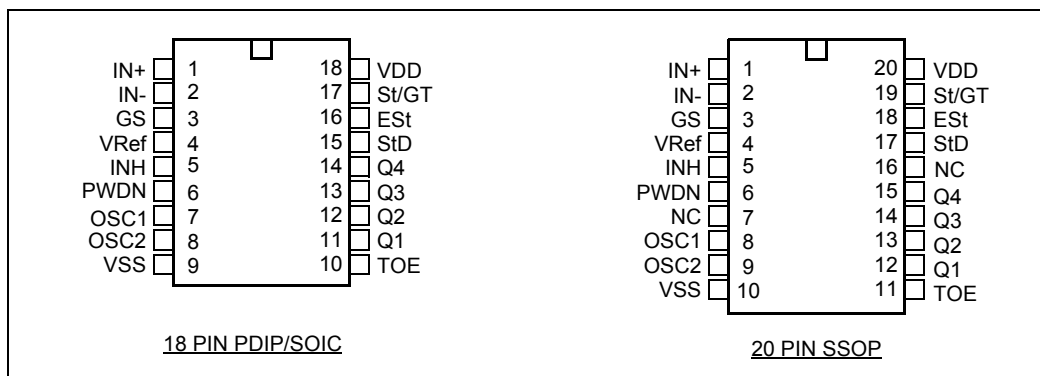 IN+ 1 18 VDD
IN- 2 17 St/GT
GS 3 16 ESt
VRef 4 15 StD
INH 5 14 Q4
PWDN 6 13 Q3
OSC1 7 12 Q2
OSC2 8 11 Q1
VSS 9 10 TOE
18 PIN PDIP/SOIC
IN+ 1 20 VDD
IN- 2 19 St/GT
GS 3 18 ESt
VRef 4 17 StD
INH 5 16 NC
PWDN 6 15 Q4
NC 7 14 Q3
OSC1 8 13 Q2
OSC2 9 12 Q1
VSS 10 11 TOE
20 PIN SSOP